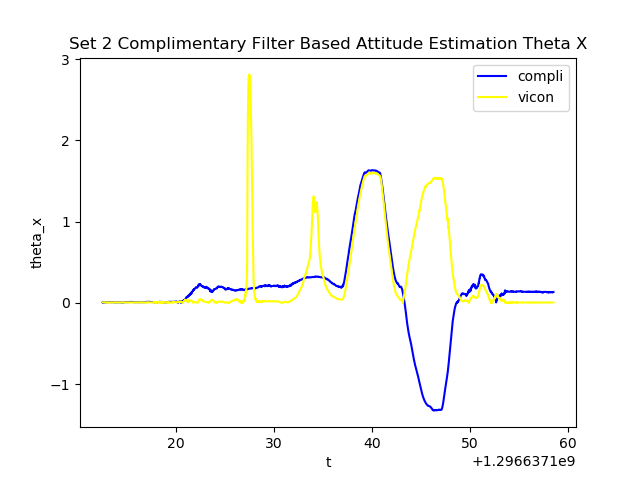 Set 2 Complimentary Filter Based Attitude Estimation Theta X
compli
vicon
3
2
1
0
−1
theta_x
20
30
40
50
60
t
+1.2966371e9